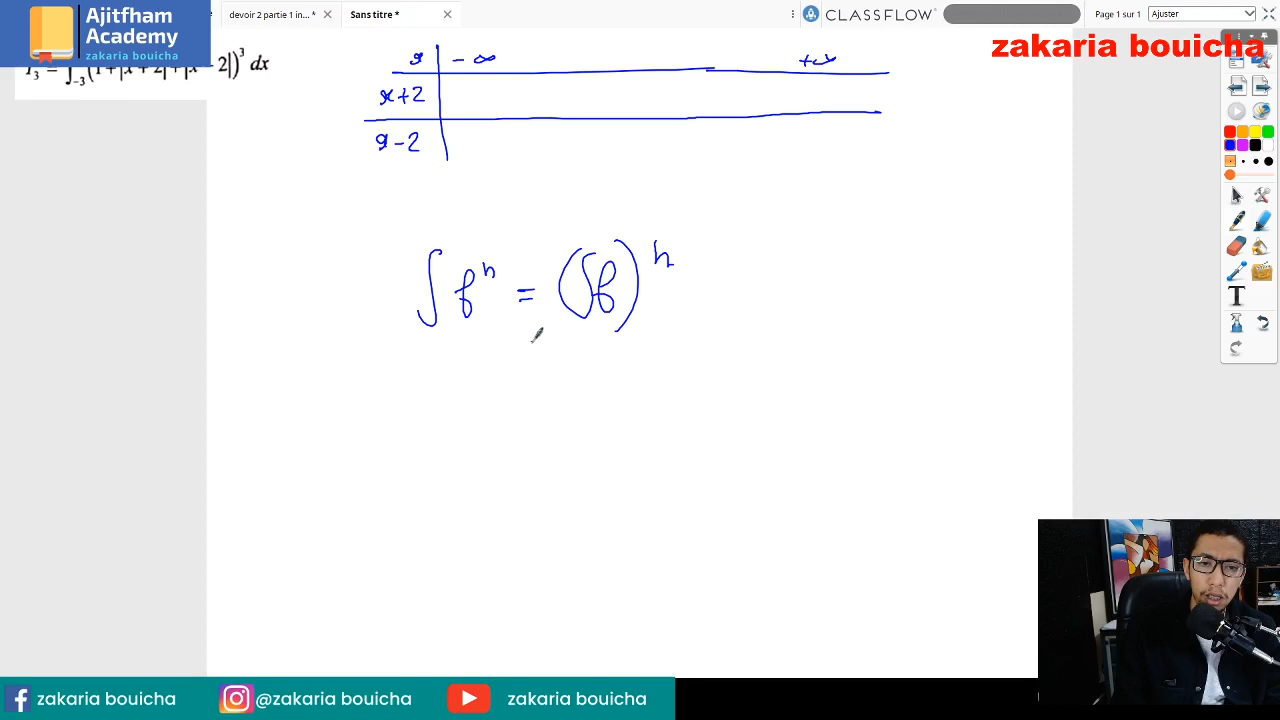 Ajitfham
Academy
zakaria bouicha
devoir 2 partie 1 in... *
Sans titre *
CLASSFLOW
Page 1 sur 1
Ajuster
zakaria bouicha
2|))³ dx
x - ∞ +∞
x+2
x-2
∫ fⁿ = (∫f)ⁿ
T
zakaria bouicha
@zakaria bouicha
zakaria bouicha